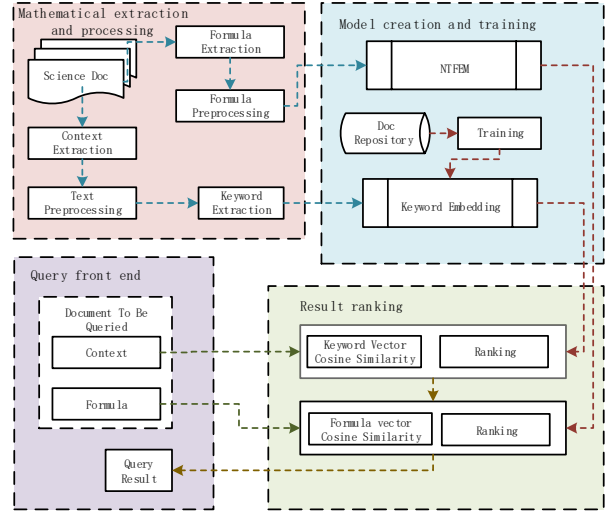 Mathematical extraction
and processing
Science Doc
Formula
Extraction
Formula
Preprocessing
Context
Extraction
Text
Preprocessing
Keyword
Extraction
Model creation and training
NTFEM
Doc
Repository
Training
Keyword Embedding
Query front end
Document To Be
Queried
Context
Formula
Query
Result
Result ranking
Keyword Vector
Cosine Similarity
Ranking
Formula vector
Cosine Similarity
Ranking